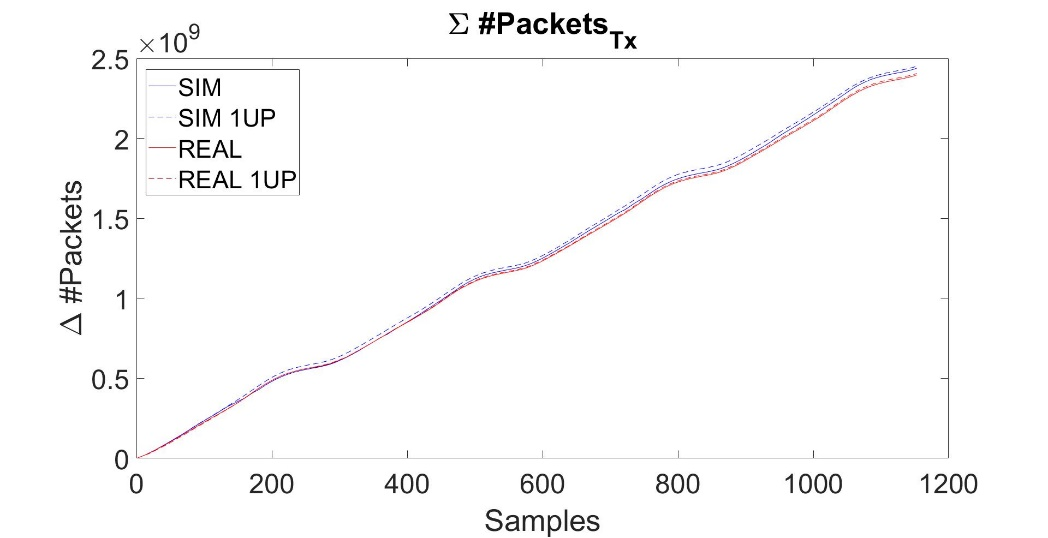 Σ #Packets_Tx
×10^9
2.5
2
1.5
1
0.5
0
Δ #Packets
SIM
SIM 1UP
REAL
REAL 1UP
0 200 400 600 800 1000 1200
Samples